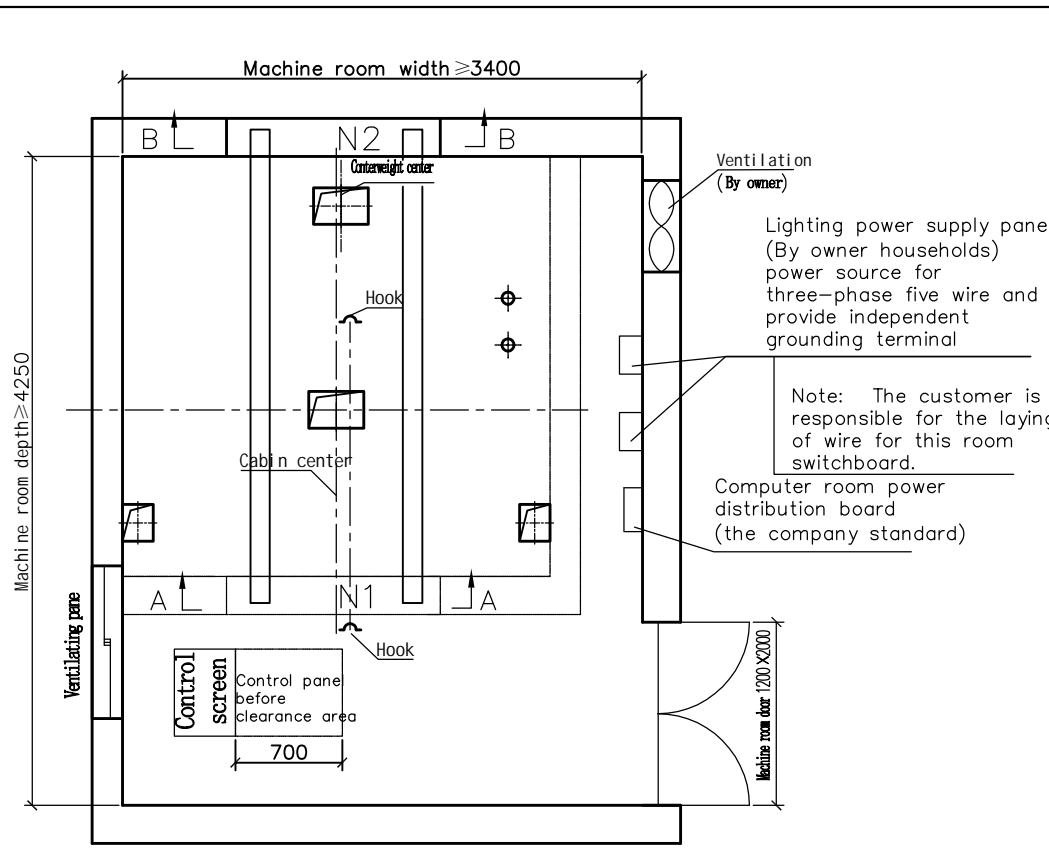 Machine room width≥3400
B
N2
B
Conterweight center
Ventilation
(By owner)
Lighting power supply pane
(By owner households)
power source for
three-phase five wire and
provide independent
grounding terminal
Hook
Machine room depth≥4250
Note: The customer is
responsible for the laying
of wire for this room
switchboard.
Cabin center
Computer room power
distribution board
(the company standard)
A
N1
A
Ventilating pane
Hook
Control
screen
Control panel
before
clearance area
700
Machine room door 1200X2000